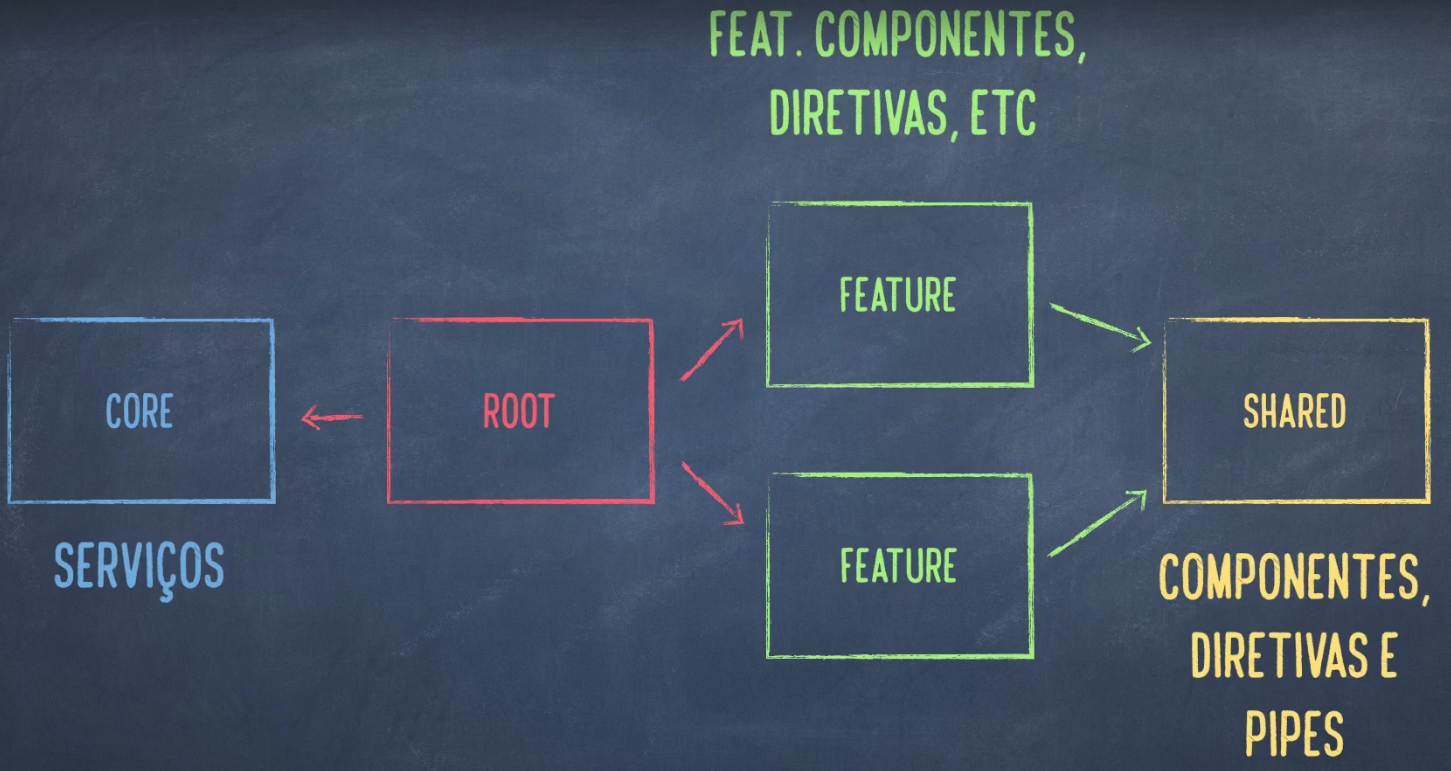 FEAT. COMPONENTES,
DIRETIVAS, ETC
FEATURE
CORE
ROOT
SHARED
FEATURE
SERVIÇOS
COMPONENTES,
DIRETIVAS E
PIPES